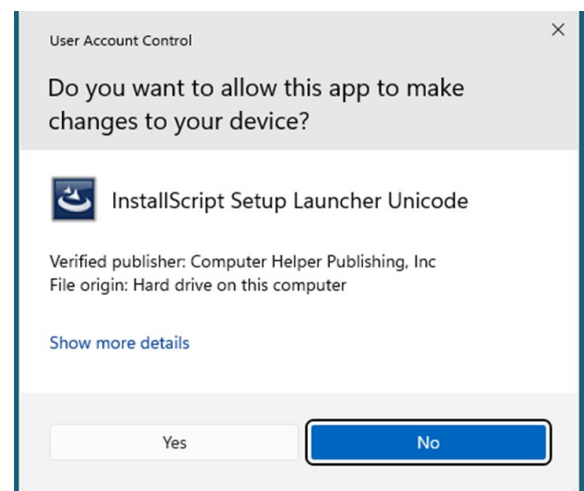 User Account Control
Do you want to allow this app to make
changes to your device?
InstallScript Setup Launcher Unicode
Verified publisher: Computer Helper Publishing, Inc
File origin: Hard drive on this computer
Show more details
Yes
No